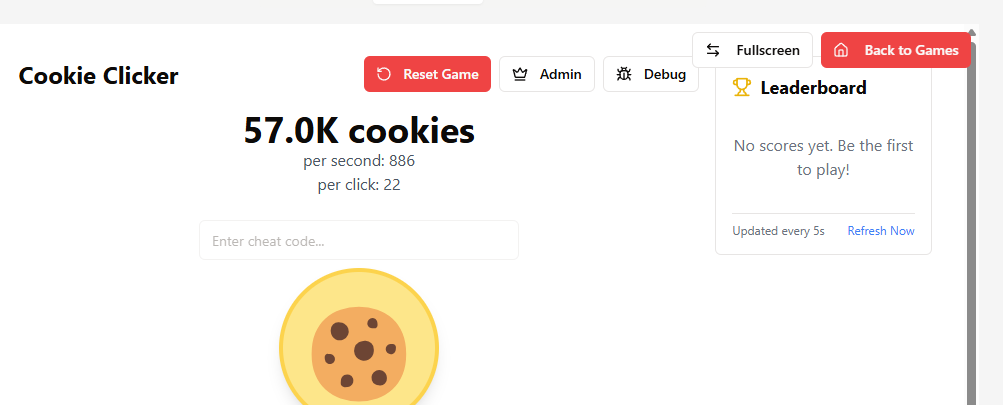 Fullscreen
Back to Games
Cookie Clicker
Reset Game
Admin
Debug
Leaderboard
57.0K cookies
per second: 886
per click: 22
No scores yet. Be the first
to play!
Updated every 5s
Refresh Now
Enter cheat code...